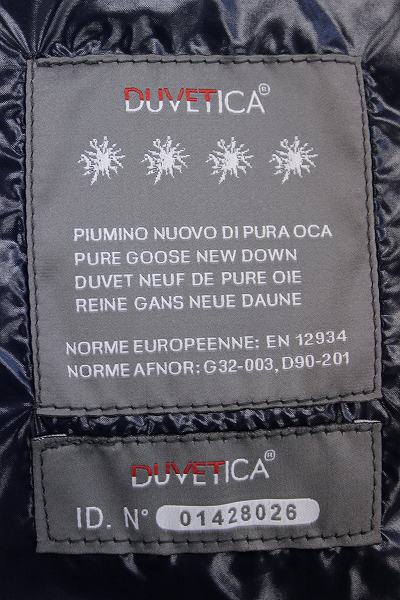 DUVETICA®
PIUMINO NUOVO DI PURA OCA
PURE GOOSE NEW DOWN
DUVET NEUF DE PURE OIE
REINE GANS NEUE DAUNE
NORME EUROPEENNE: EN 12934
NORME AFNOR: G32-003, D90-201
DUVETICA®
ID. N° 01428026